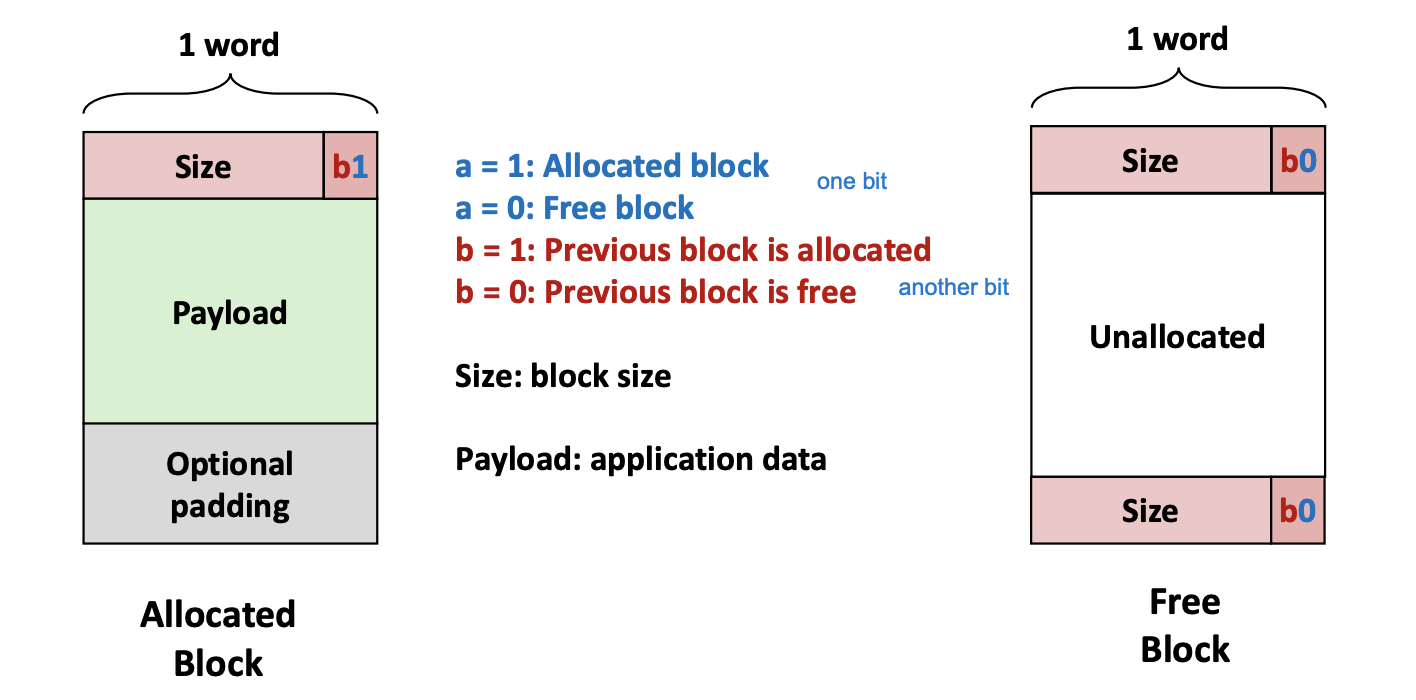 1 word
Size b1
Payload
Optional
padding
Allocated
Block
a = 1: Allocated block
one bit
a = 0: Free block
b = 1: Previous block is allocated
b = 0: Previous block is free
another bit
Size: block size
Payload: application data
1 word
Size b0
Unallocated
Size b0
Free
Block